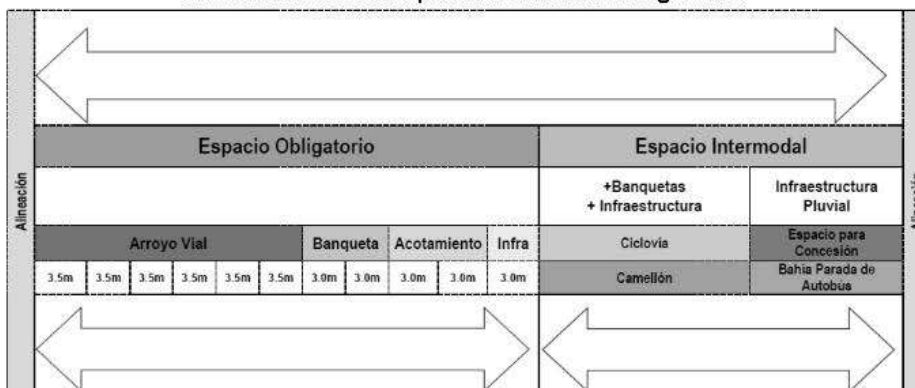 Alineación
Espacio Obligatorio
Espacio Intermodal
+Banquetas
+ Infraestructura
Infraestructura
Pluvial
Arroyo Vial
Banqueta
Acotamiento
Infra
Ciclovia
Espacio para
Concesión
3.5m 3.5m 3.5m 3.5m 3.5m 3.5m 3.0m 3.0m 3.0m 3.0m 3.0m
Camellón
Bahia Parada de
Autobús